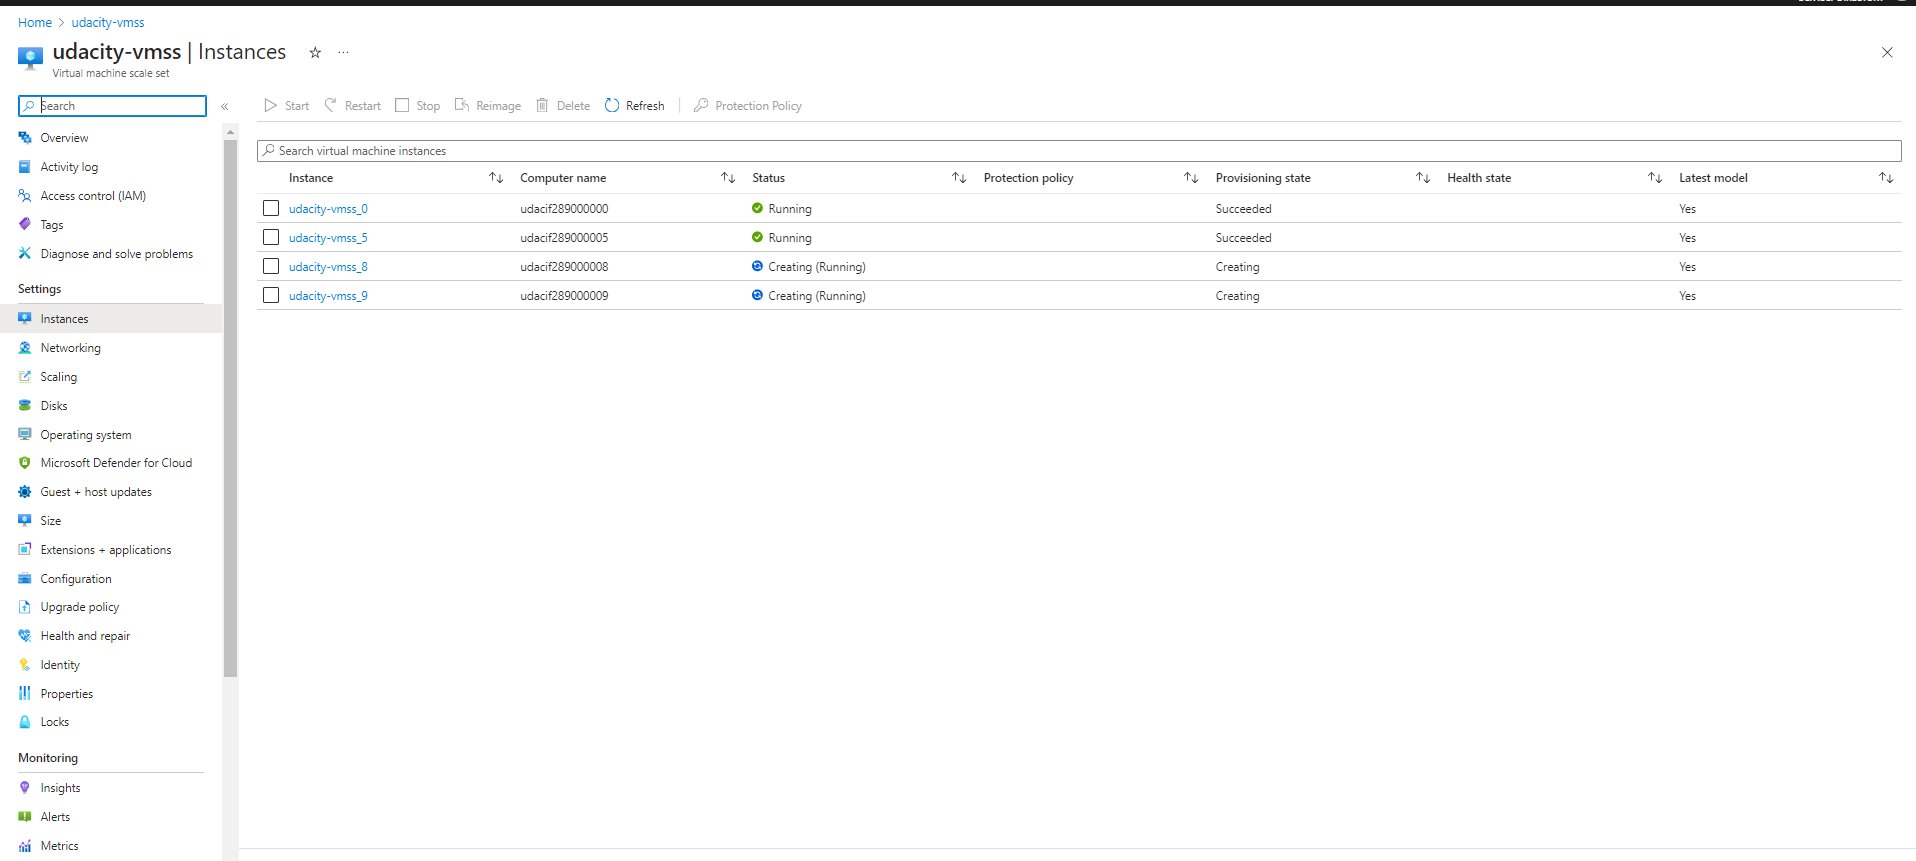 Home > udacity-vmss
udacity-vmss | Instances
Virtual machine scale set
Search
Start Restart Stop Reimage Delete Refresh Protection Policy
Search virtual machine instances
Instance Computer name Status Protection policy Provisioning state Health state Latest model
udacity-vmss_0 udacif289000000 Running Succeeded Yes
udacity-vmss_5 udacif289000005 Running Succeeded Yes
udacity-vmss_8 udacif289000008 Creating (Running) Creating Yes
udacity-vmss_9 udacif289000009 Creating (Running) Creating Yes
Overview
Activity log
Access control (IAM)
Tags
Diagnose and solve problems
Settings
Instances
Networking
Scaling
Disks
Operating system
Microsoft Defender for Cloud
Guest + host updates
Size
Extensions + applications
Configuration
Upgrade policy
Health and repair
Identity
Properties
Locks
Monitoring
Insights
Alerts
Metrics